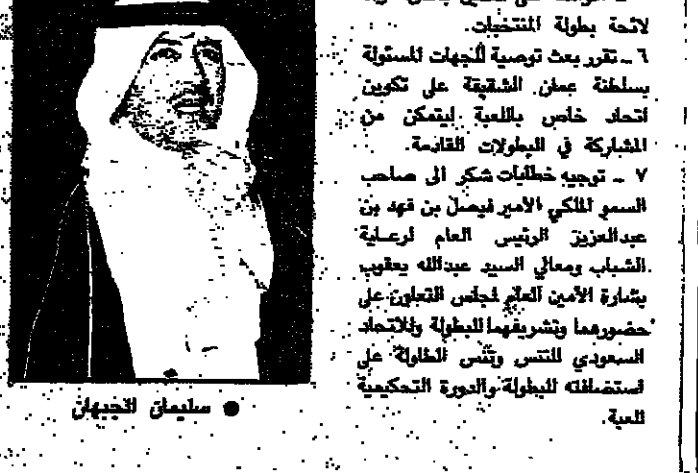 لائحة بطولة المنتخبات.
٦ ـ تقرر بعث توصية للجهات المسئولة
بسلطنة عمان الشقيقة على تكوين
اتحاد خاص باللعبة ليتمكن من
المشاركة في البطولات القادمة.
٧ ـ توجيه خطابات شكر الى صاحب
السمو الملكي الأمير فيصل بن فهد بن
عبدالعزيز الرئيس العام لرعاية
الشباب ومعالي السيد عبدالله يعقوب
بشارة الأمين العام لمجلس التعاون على
حضورهما وتشريفهما للبطولة وللاتحاد
السعودي للتنس وتنس الطاولة على
استضافته للبطولة والدورة التحكيمية
للعبة.
● سليمان الجبهان